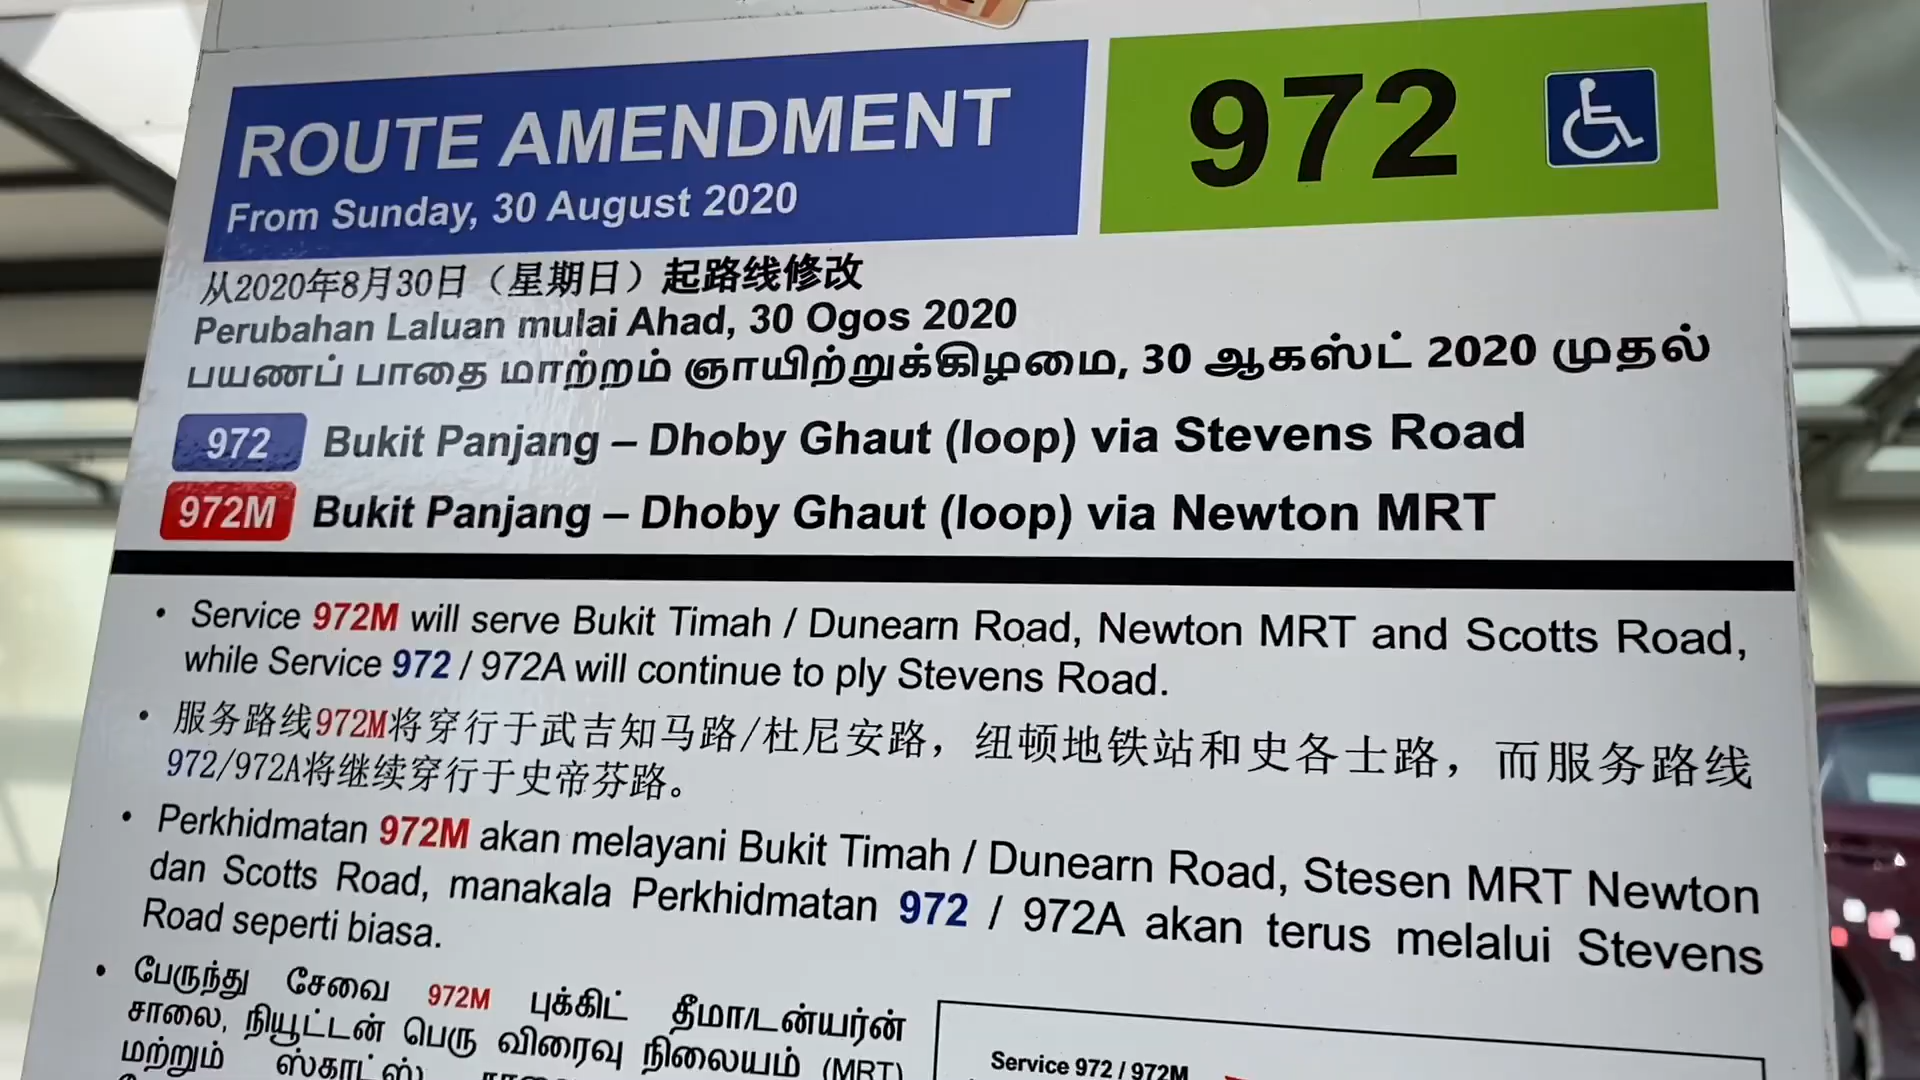 ROUTE AMENDMENT
From Sunday, 30 August 2020
972
从2020年8月30日（星期日）起路线修改
Perubahan Laluan mulai Ahad, 30 Ogos 2020
பயணப் பாதை மாற்றம் ஞாயிற்றுக்கிழமை, 30 ஆகஸ்ட் 2020 முதல்
972 Bukit Panjang – Dhoby Ghaut (loop) via Stevens Road
972M Bukit Panjang – Dhoby Ghaut (loop) via Newton MRT
• Service 972M will serve Bukit Timah / Dunearn Road, Newton MRT and Scotts Road,
while Service 972 / 972A will continue to ply Stevens Road.
• 服务路线972M将穿行于武吉知马路/杜尼安路，纽顿地铁站和史各士路，而服务路线
972/972A将继续穿行于史帝芬路。
• Perkhidmatan 972M akan melayani Bukit Timah / Dunearn Road, Stesen MRT Newton
dan Scotts Road, manakala Perkhidmatan 972 / 972A akan terus melalui Stevens
Road seperti biasa.
• பேருந்து சேவை 972M புக்கிட் தீமா/டன்யர்ன்
சாலை, நியூட்டன் பெரு விரைவு நிலையம் (MRT)
மற்றும் ஸ்காட்ஸ்
Service 972 / 972M